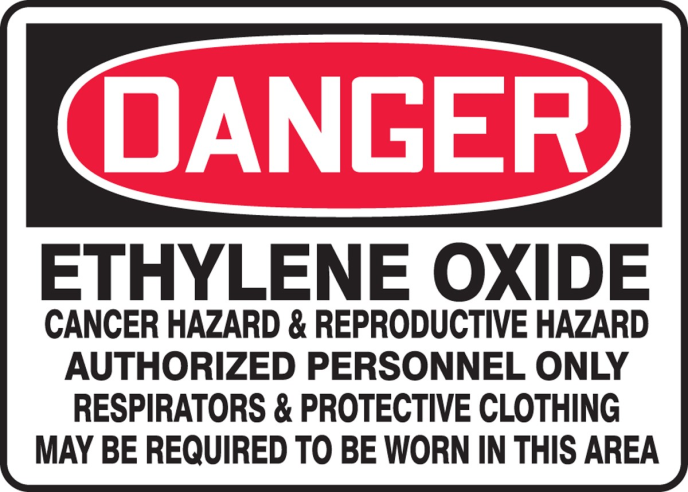 DANGER
ETHYLENE OXIDE
CANCER HAZARD & REPRODUCTIVE HAZARD
AUTHORIZED PERSONNEL ONLY
RESPIRATORS & PROTECTIVE CLOTHING
MAY BE REQUIRED TO BE WORN IN THIS AREA